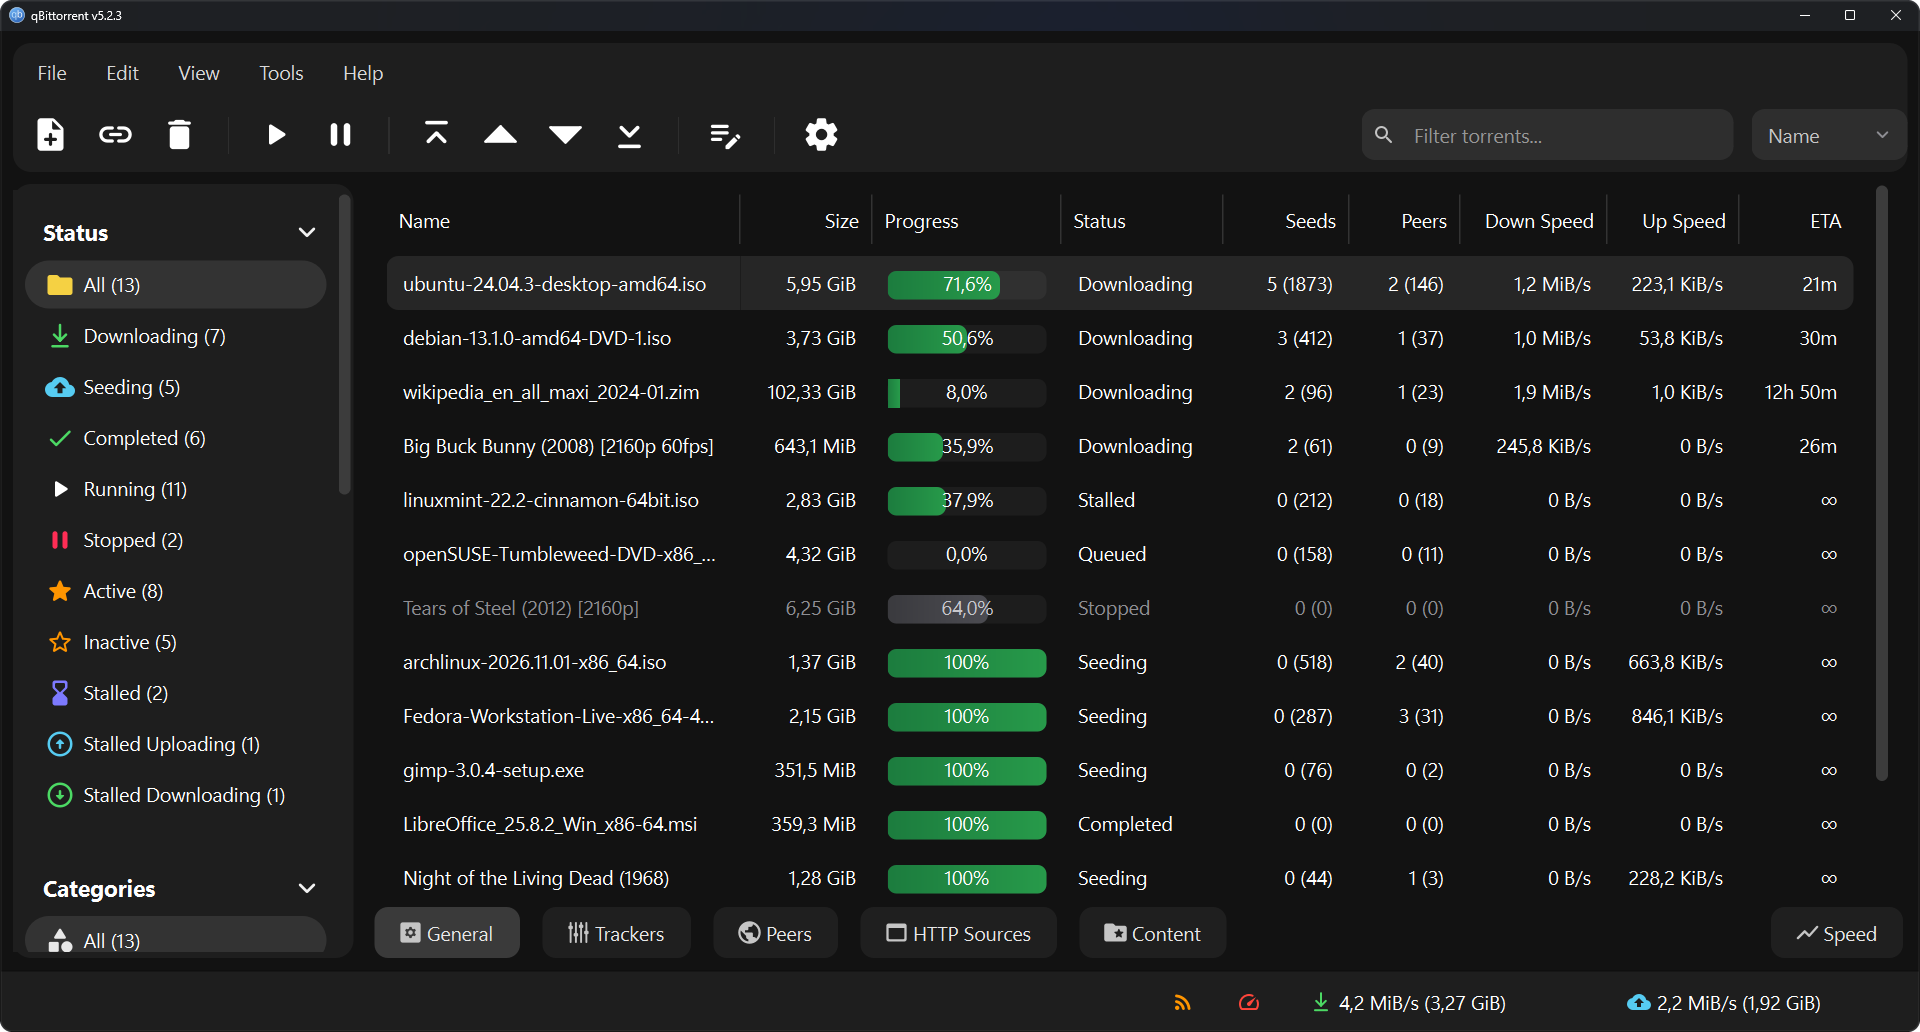 qBittorrent v5.2.3
File Edit View Tools Help
Filter torrents...
Name
Status
All (13)
Downloading (7)
Seeding (5)
Completed (6)
Running (11)
Stopped (2)
Active (8)
Inactive (5)
Stalled (2)
Stalled Uploading (1)
Stalled Downloading (1)
Categories
All (13)
Name Size Progress Status Seeds Peers Down Speed Up Speed ETA
ubuntu-24.04.3-desktop-amd64.iso 5,95 GiB 71,6% Downloading 5 (1873) 2 (146) 1,2 MiB/s 223,1 KiB/s 21m
debian-13.1.0-amd64-DVD-1.iso 3,73 GiB 50,6% Downloading 3 (412) 1 (37) 1,0 MiB/s 53,8 KiB/s 30m
wikipedia_en_all_maxi_2024-01.zim 102,33 GiB 8,0% Downloading 2 (96) 1 (23) 1,9 MiB/s 1,0 KiB/s 12h 50m
Big Buck Bunny (2008) [2160p 60fps] 643,1 MiB 35,9% Downloading 2 (61) 0 (9) 245,8 KiB/s 0 B/s 26m
linuxmint-22.2-cinnamon-64bit.iso 2,83 GiB 37,9% Stalled 0 (212) 0 (18) 0 B/s 0 B/s ∞
openSUSE-Tumbleweed-DVD-x86_... 4,32 GiB 0,0% Queued 0 (158) 0 (11) 0 B/s 0 B/s ∞
Tears of Steel (2012) [2160p] 6,25 GiB 64,0% Stopped 0 (0) 0 (0) 0 B/s 0 B/s ∞
archlinux-2026.11.01-x86_64.iso 1,37 GiB 100% Seeding 0 (518) 2 (40) 0 B/s 663,8 KiB/s ∞
Fedora-Workstation-Live-x86_64-4... 2,15 GiB 100% Seeding 0 (287) 3 (31) 0 B/s 846,1 KiB/s ∞
gimp-3.0.4-setup.exe 351,5 MiB 100% Seeding 0 (76) 0 (2) 0 B/s 0 B/s ∞
LibreOffice_25.8.2_Win_x86-64.msi 359,3 MiB 100% Completed 0 (0) 0 (0) 0 B/s 0 B/s ∞
Night of the Living Dead (1968) 1,28 GiB 100% Seeding 0 (44) 1 (3) 0 B/s 228,2 KiB/s ∞
General Trackers Peers HTTP Sources Content Speed
4,2 MiB/s (3,27 GiB) 2,2 MiB/s (1,92 GiB)